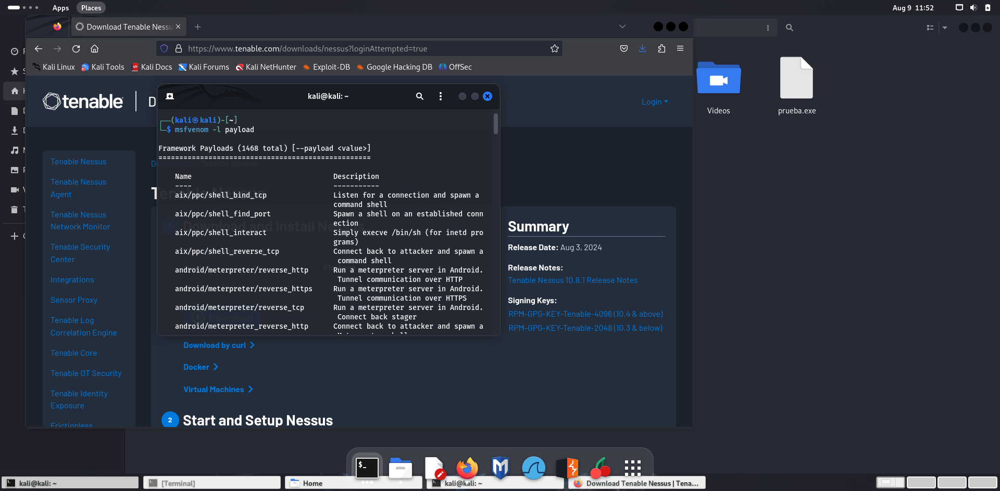 Apps Places
Aug 9 11:52
Download Tenable Nessu
https://www.tenable.com/downloads/nessus?loginAttempted=true
Kali Linux Kali Tools Kali Docs Kali Forums Kali NetHunter Exploit-DB Google Hacking DB OffSec
tenable
Login
kali@kali: ~
(kali㉿kali)-[~]
$ msfvenom -l payload
Framework Payloads (1468 total) [--payload <value>]
===================================================
Name Description
---- -----------
aix/ppc/shell_bind_tcp Listen for a connection and spawn a
command shell
aix/ppc/shell_find_port Spawn a shell on an established conn
ection
aix/ppc/shell_interact Simply execve /bin/sh (for inetd pro
grams)
aix/ppc/shell_reverse_tcp Connect back to attacker and spawn a
command shell
android/meterpreter/reverse_http Run a meterpreter server in Android.
Tunnel communication over HTTP
android/meterpreter/reverse_https Run a meterpreter server in Android.
Tunnel communication over HTTPS
android/meterpreter/reverse_tcp Run a meterpreter server in Android.
Connect back stager
android/meterpreter_reverse_http Connect back to attacker and spawn a
Tenable Nessus
Tenable Nessus
Agent
Tenable Nessus
Network Monitor
Tenable Security
Center
Integrations
Sensor Proxy
Tenable Log
Correlation Engine
Tenable Core
Tenable OT Security
Tenable Identity
Exposure
Frictionless
Tenable Nessus
Tenable Nessus
1 Download and Install Nessus
Download
Download by curl
Docker
Virtual Machines
2 Start and Setup Nessus
Summary
Release Date: Aug 3, 2024
Release Notes:
Tenable Nessus 10.8.1 Release Notes
Signing Keys:
RPM-GPG-KEY-Tenable-4096 (10.4 & above)
RPM-GPG-KEY-Tenable-2048 (10.3 & below)
Videos
prueba.exe
kali@kali: ~
[Terminal]
Home
kali@kali: ~
Download Tenable Nessus | Tena...